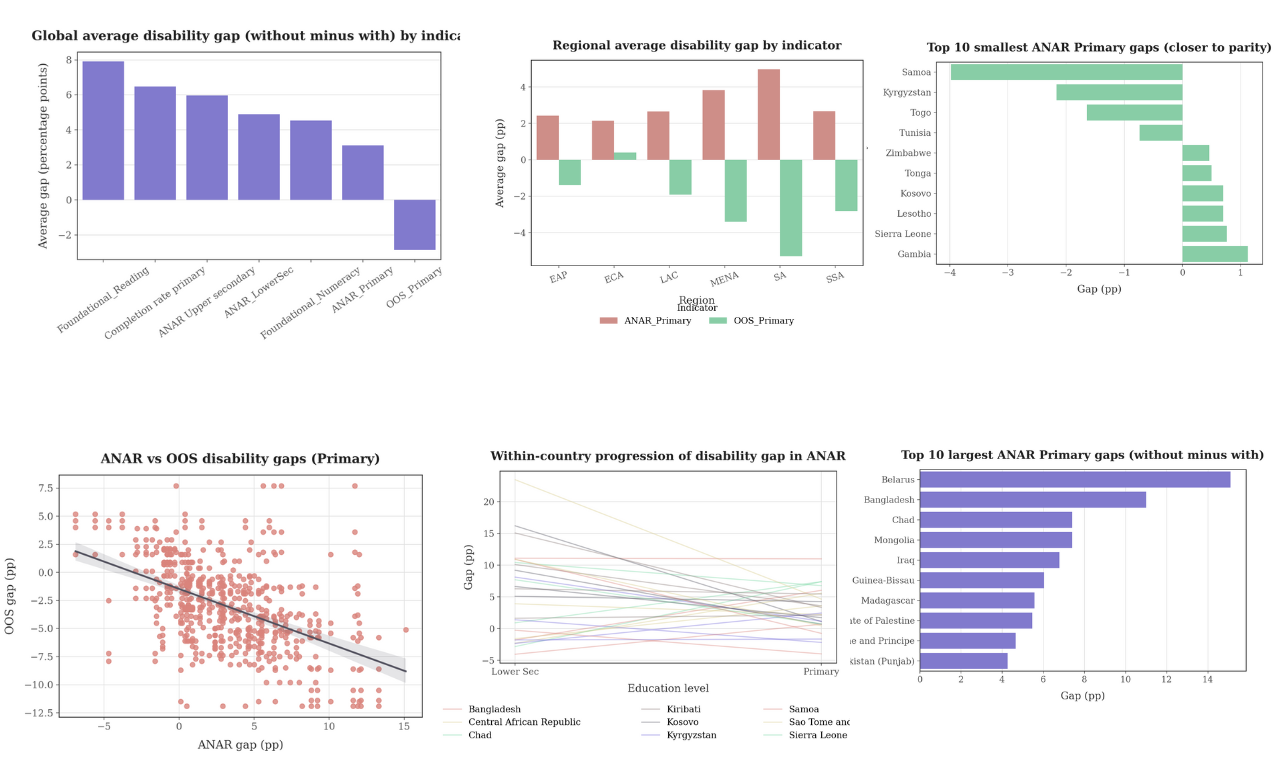 Global average disability gap (without minus with) by indica
Average gap (percentage points)
8
6
4
2
0
−2
Foundational_Reading
Completion rate primary
ANAR Upper secondary
ANAR_LowerSec
Foundational_Numeracy
ANAR_Primary
OOS_Primary
Regional average disability gap by indicator
Average gap (pp)
4
2
0
−2
−4
EAP
ECA
LAC
MENA
SA
SSA
Region
Indicator
ANAR_Primary
OOS_Primary
Top 10 smallest ANAR Primary gaps (closer to parity)
Samoa
Kyrgyzstan
Togo
Tunisia
Zimbabwe
Tonga
Kosovo
Lesotho
Sierra Leone
Gambia
−4
−3
−2
−1
0
1
Gap (pp)
ANAR vs OOS disability gaps (Primary)
OOS gap (pp)
7.5
5.0
2.5
0.0
−2.5
−5.0
−7.5
−10.0
−12.5
−5
0
5
10
15
ANAR gap (pp)
Within-country progression of disability gap in ANAR
Gap (pp)
20
15
10
5
0
−5
Lower Sec
Primary
Education level
Bangladesh
Central African Republic
Chad
Kiribati
Kosovo
Kyrgyzstan
Samoa
Sao Tome and
Sierra Leone
Top 10 largest ANAR Primary gaps (without minus with)
Belarus
Bangladesh
Chad
Mongolia
Iraq
Guinea-Bissau
Madagascar
te of Palestine
e and Principe
kistan (Punjab)
0
2
4
6
8
10
12
14
Gap (pp)